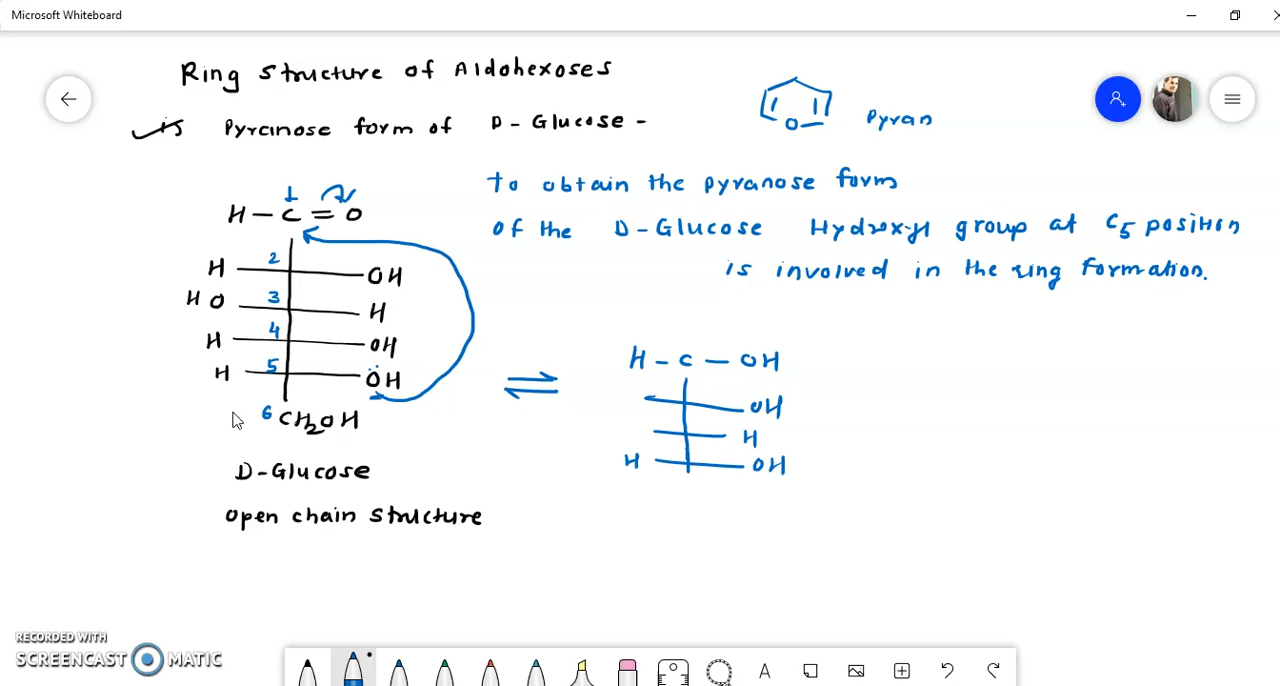 Microsoft Whiteboard
Ring structure of Aldohexoses
is Pyranose form of D-Glucose -
Pyran
O
to obtain the pyranose form
of the D-Glucose Hydroxyl group at C5 position
is involved in the ring formation.
1
H - C = O
2
H OH
3
HO H
4
H OH
5
H ÖH
6 CH2OH
D-Glucose
open chain structure
⇌
H - C - OH
OH
H
H OH
RECORDED WITH
SCREENCAST MATIC
A